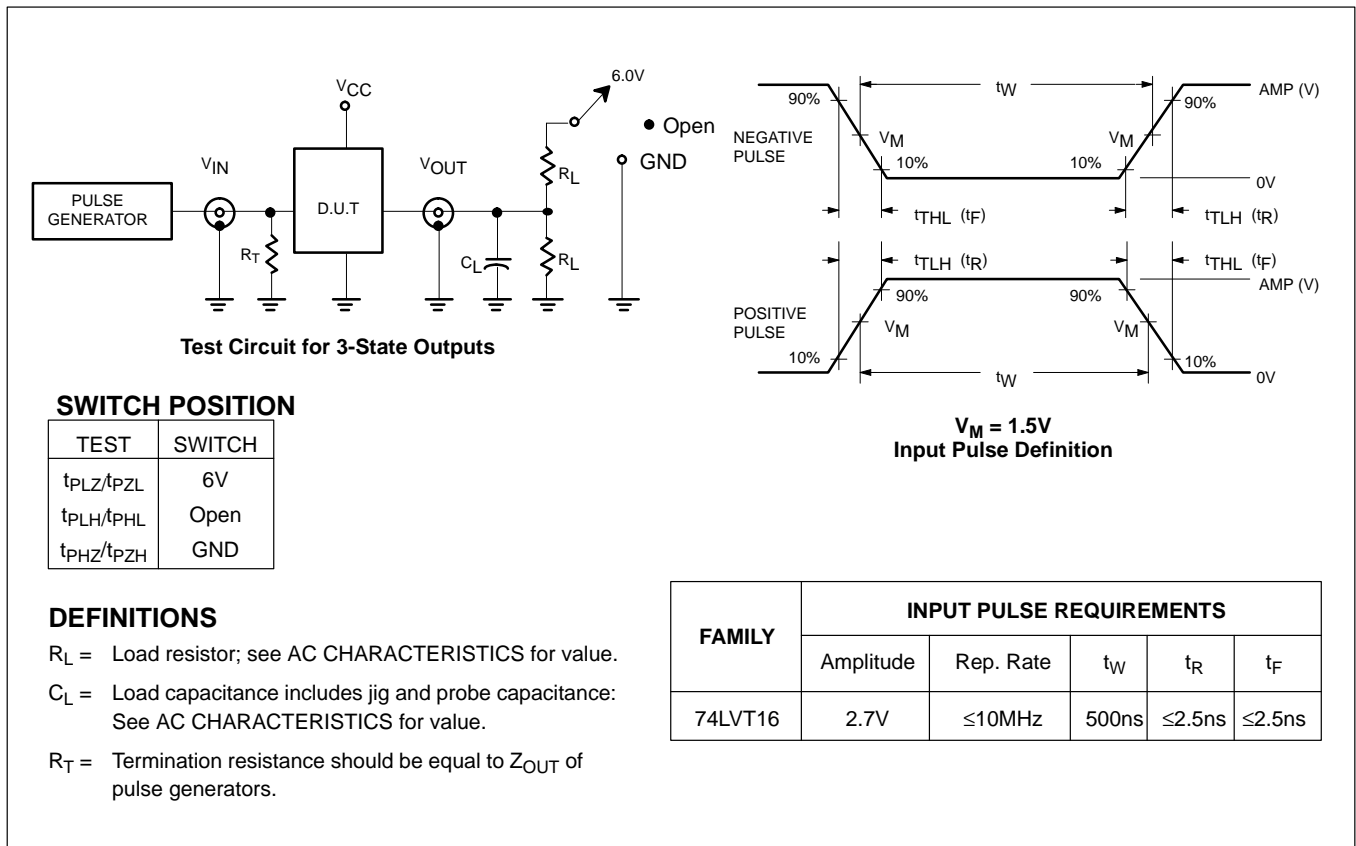 VCC
6.0V
Open
GND
VIN
VOUT
RL
PULSE
GENERATOR
D.U.T
RT
CL
RL
Test Circuit for 3-State Outputs
90%
tW
90%
AMP (V)
NEGATIVE
PULSE
VM
VM
10%
10%
0V
tTHL (tF)
tTLH (tR)
tTLH (tR)
tTHL (tF)
AMP (V)
90%
90%
POSITIVE
PULSE
VM
VM
10%
10%
tW
0V
VM = 1.5V
Input Pulse Definition
SWITCH POSITION
TEST SWITCH
tPLZ/tPZL 6V
tPLH/tPHL Open
tPHZ/tPZH GND
DEFINITIONS
RL = Load resistor; see AC CHARACTERISTICS for value.
CL = Load capacitance includes jig and probe capacitance:
See AC CHARACTERISTICS for value.
RT = Termination resistance should be equal to ZOUT of
pulse generators.
FAMILY INPUT PULSE REQUIREMENTS
Amplitude Rep. Rate tW tR tF
74LVT16 2.7V ≤10MHz 500ns ≤2.5ns ≤2.5ns